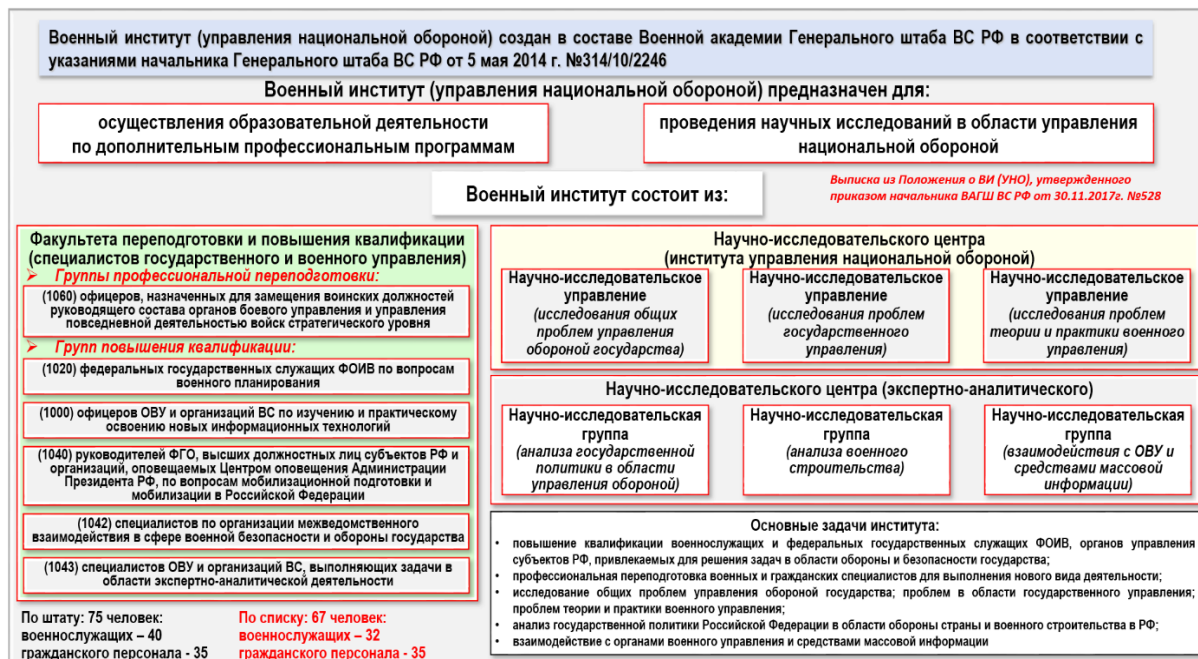 Военный институт (управления национальной обороной) создан в составе Военной академии Генерального штаба ВС РФ в соответствии с
указаниями начальника Генерального штаба ВС РФ от 5 мая 2014 г. №314/10/2246
Военный институт (управления национальной обороной) предназначен для:
осуществления образовательной деятельности
по дополнительным профессиональным программам
проведения научных исследований в области управления
национальной обороной
Выписка из Положения о ВИ (УНО), утвержденного
приказом начальника ВАГШ ВС РФ от 30.11.2017г. №528
Военный институт состоит из:
Факультета переподготовки и повышения квалификации
(специалистов государственного и военного управления)
➢ Группы профессиональной переподготовки:
(1060) офицеров, назначенных для замещения воинских должностей
руководящего состава органов боевого управления и управления
повседневной деятельностью войск стратегического уровня
➢ Групп повышения квалификации:
(1020) федеральных государственных служащих ФОИВ по вопросам
военного планирования
(1000) офицеров ОВУ и организаций ВС по изучению и практическому
освоению новых информационных технологий
(1040) руководителей ФГО, высших должностных лиц субъектов РФ и
организаций, оповещаемых Центром оповещения Администрации
Президента РФ, по вопросам мобилизационной подготовки и
мобилизации в Российской Федерации
(1042) специалистов по организации межведомственного
взаимодействия в сфере военной безопасности и обороны государства
(1043) специалистов ОВУ и организаций ВС, выполняющих задачи в
области экспертно-аналитической деятельности
По штату: 75 человек:
военнослужащих – 40
гражданского персонала - 35
По списку: 67 человек:
военнослужащих – 32
гражданского персонала - 35
Научно-исследовательского центра
(института управления национальной обороной)
Научно-исследовательское
управление
(исследования общих
проблем управления
обороной государства)
Научно-исследовательское
управление
(исследования проблем
государственного
управления)
Научно-исследовательское
управление
(исследования проблем
теории и практики военного
управления)
Научно-исследовательского центра (экспертно-аналитического)
Научно-исследовательская
группа
(анализа государственной
политики в области
управления обороной)
Научно-исследовательская
группа
(анализа военного
строительства)
Научно-исследовательская
группа
(взаимодействия с ОВУ и
средствами массовой
информации)
Основные задачи института:
• повышение квалификации военнослужащих и федеральных государственных служащих ФОИВ, органов управления
субъектов РФ, привлекаемых для решения задач в области обороны и безопасности государства;
• профессиональная переподготовка военных и гражданских специалистов для выполнения нового вида деятельности;
• исследование общих проблем управления обороной государства; проблем в области государственного управления;
проблем теории и практики военного управления;
• анализ государственной политики Российской Федерации в области обороны страны и военного строительства в РФ;
• взаимодействие с органами военного управления и средствами массовой информации